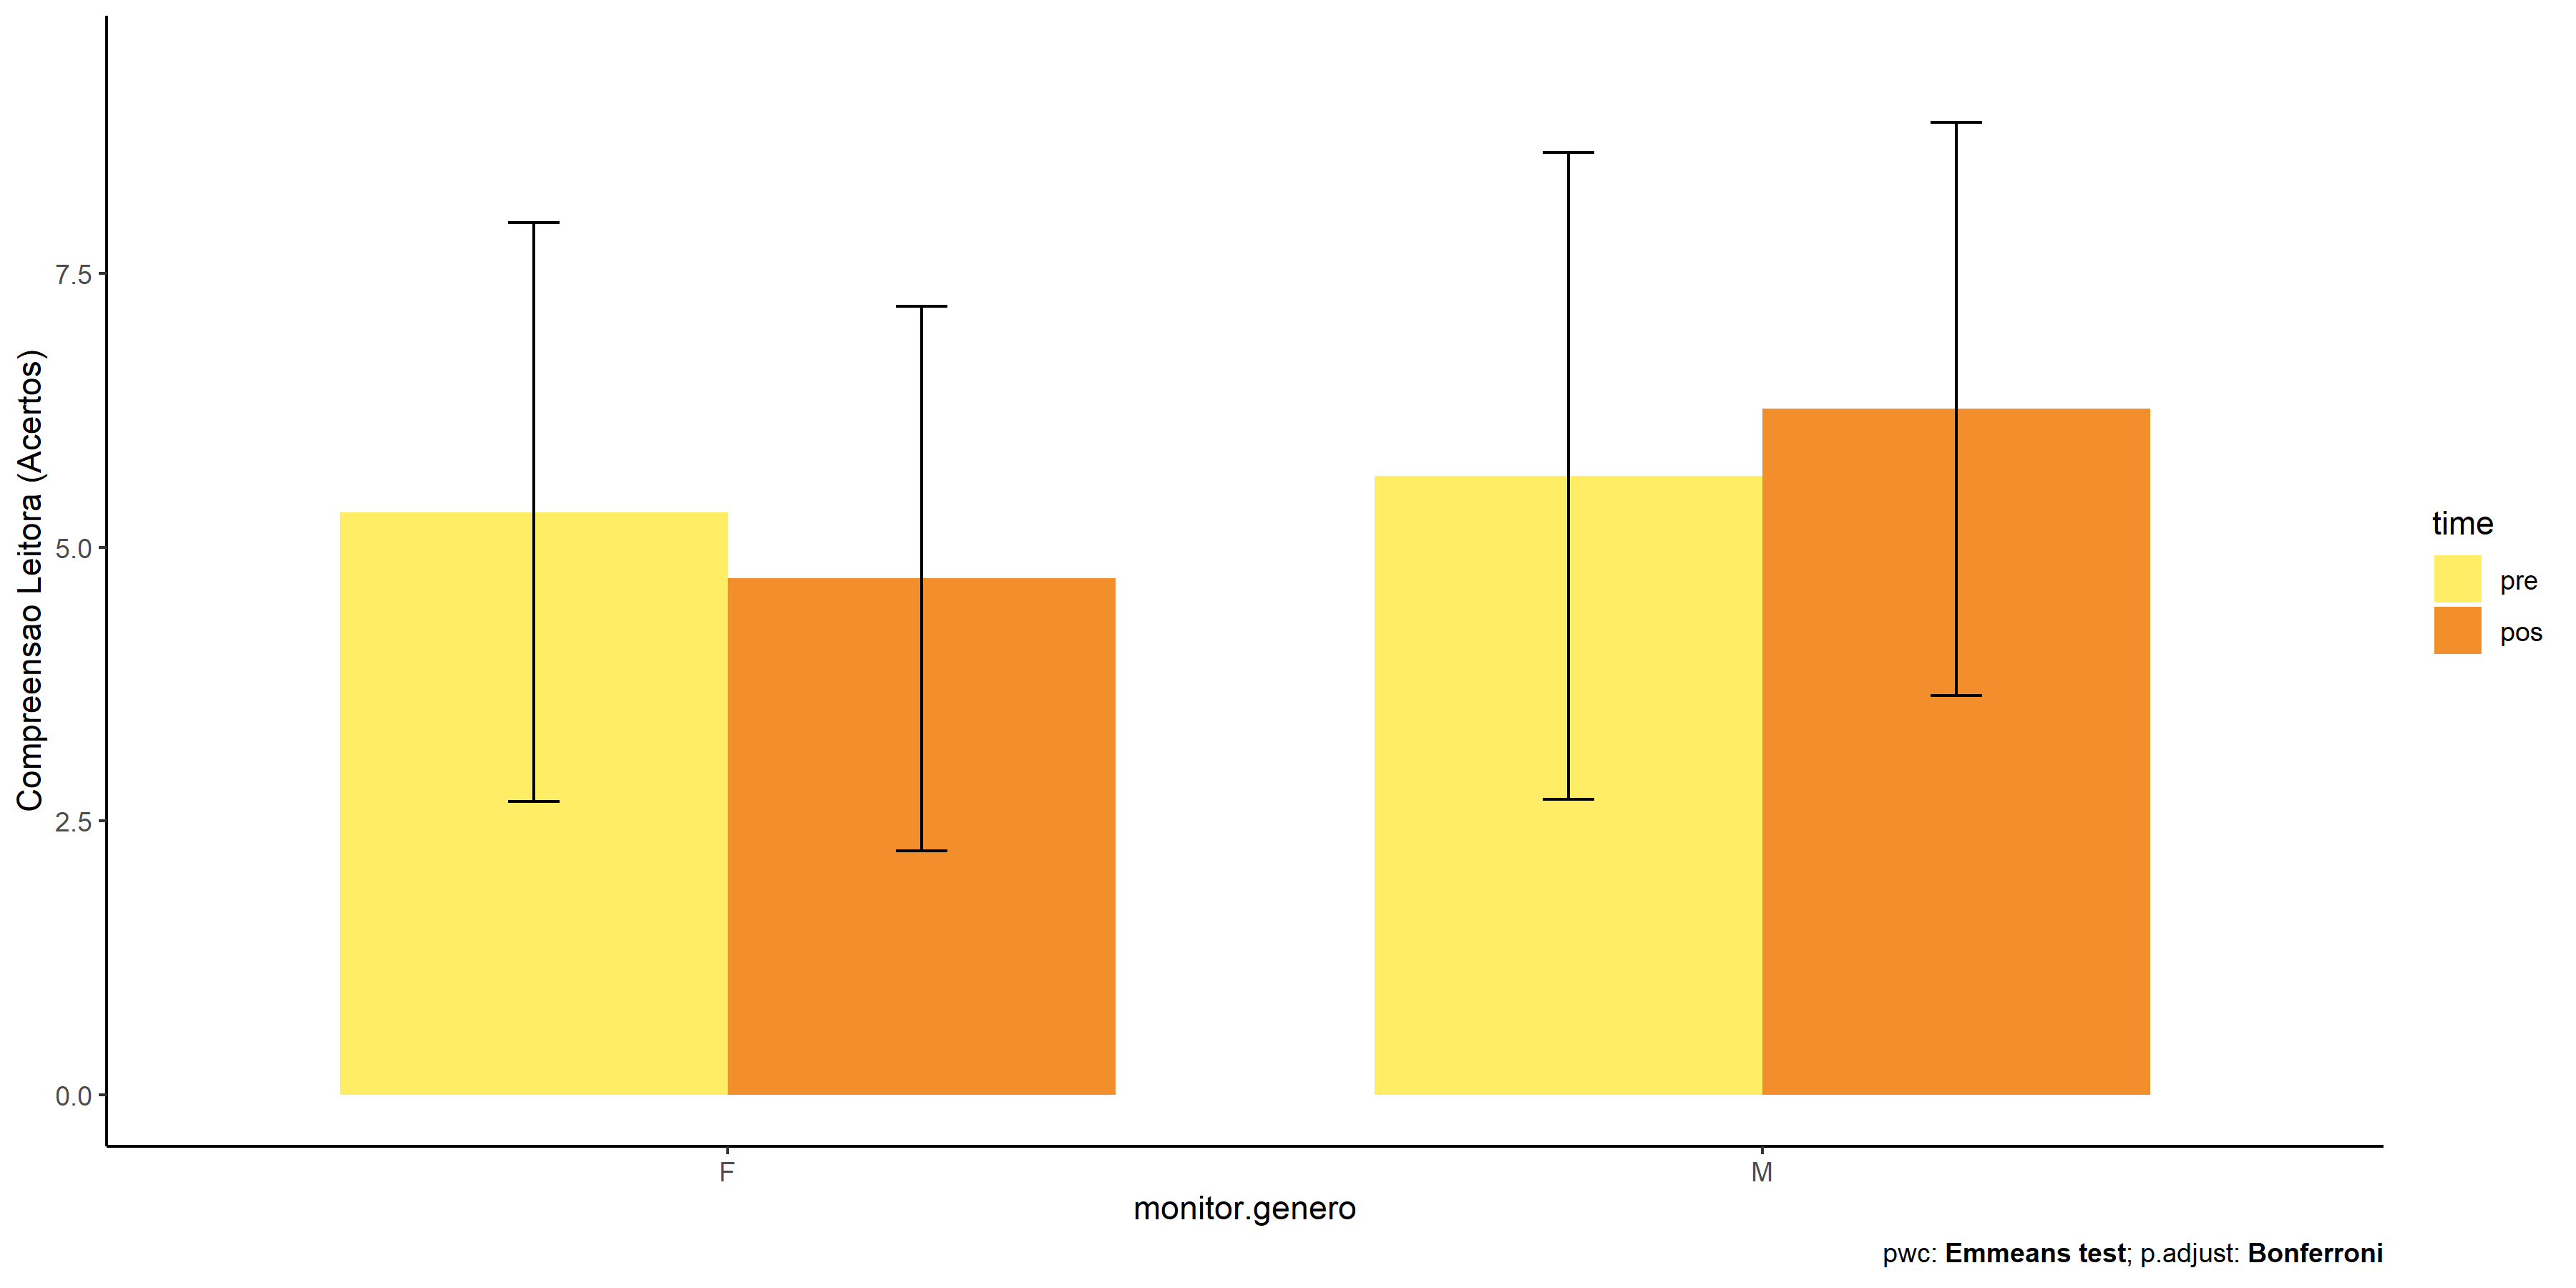 Compreensao Leitora (Acertos)
7.5
5.0
2.5
0.0
F
M
monitor.genero
time
pre
pos
pwc: Emmeans test; p.adjust: Bonferroni